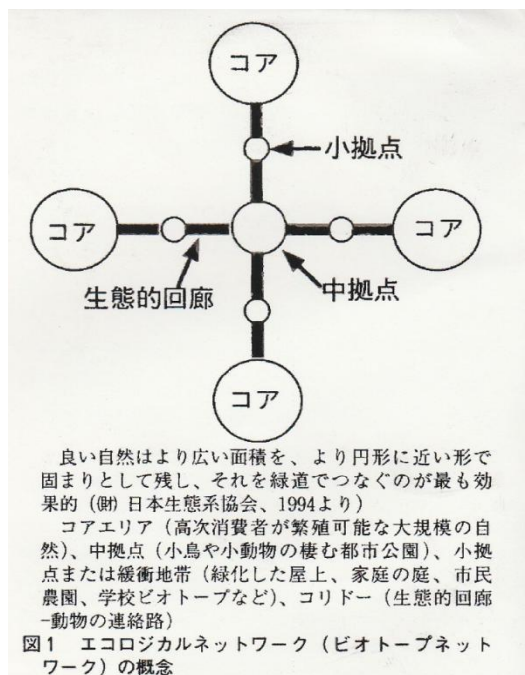 コア
小拠点
コア
コア
生態的回廊
中拠点
コア
良い自然はより広い面積を、より円形に近い形で
固まりとして残し、それを緑道でつなぐのが最も効
果的（㈶日本生態系協会、1994より）
コアエリア（高次消費者が繁殖可能な大規模の自
然）、中拠点（小鳥や小動物の棲む都市公園）、小拠
点または緩衝地帯（緑化した屋上、家庭の庭、市民
農園、学校ビオトープなど）、コリドー（生態的回廊
-動物の連絡路）
図1 エコロジカルネットワーク（ビオトープネット
ワーク）の概念